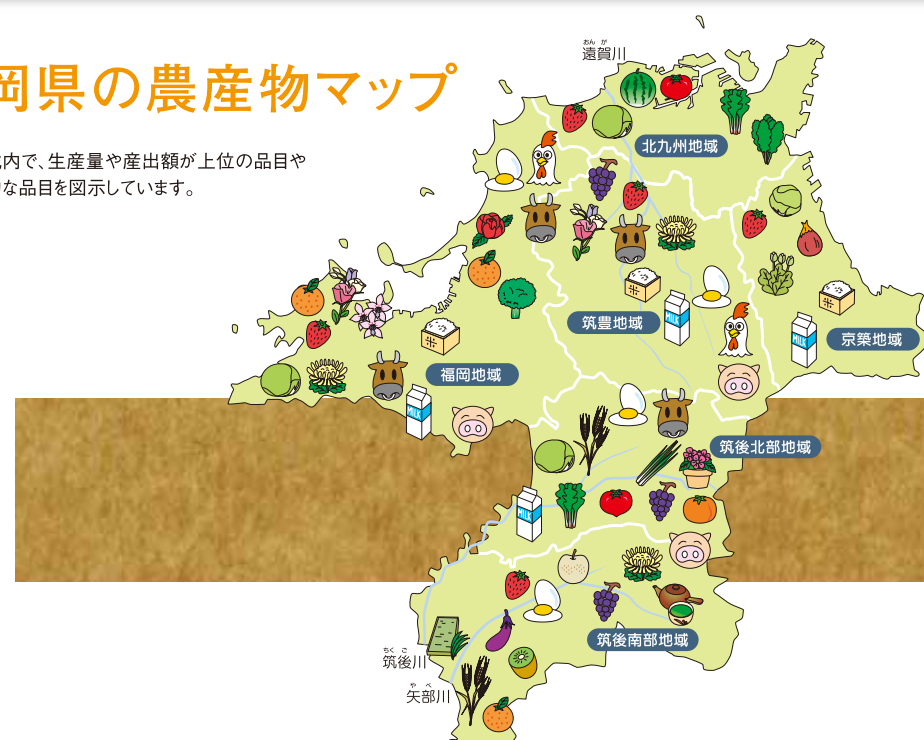 岡県の農産物マップ
内で、生産量や産出額が上位の品目や
な品目を図示しています。
おんが
遠賀川
北九州地域
筑豊地域
米
MILK
京築地域
米
MILK
福岡地域
米
MILK
筑後北部地域
MILK
筑後南部地域
ちくご
筑後川
やべ
矢部川